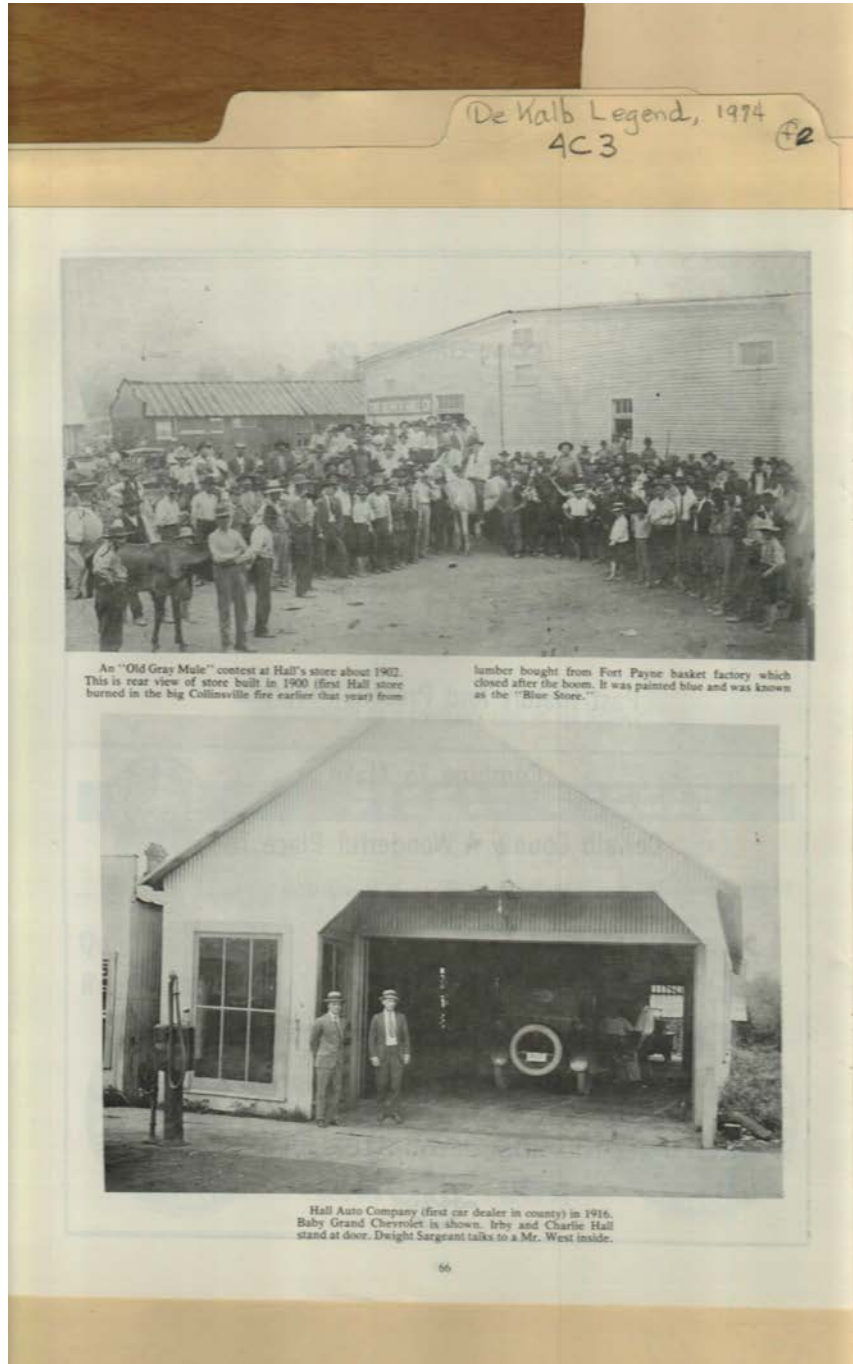 De Kalb Legend, 1974
4C3
An "Old Gray Mule" contest at Hall's store about 1902.
This is rear view of store built in 1900 (first Hall store
burned in the big Collinsville fire earlier that year) from
lumber bought from Fort Payne basket factory which
closed after the boom. It was painted blue and was known
as the "Blue Store."
DeKalb County A Wonderful Place
Hall Auto Company (first car dealer in county) in 1916.
Baby Grand Chevrolet is shown. Irby and Charlie Hall
stand at door. Dwight Sargeant talks to a Mr. West inside.
66